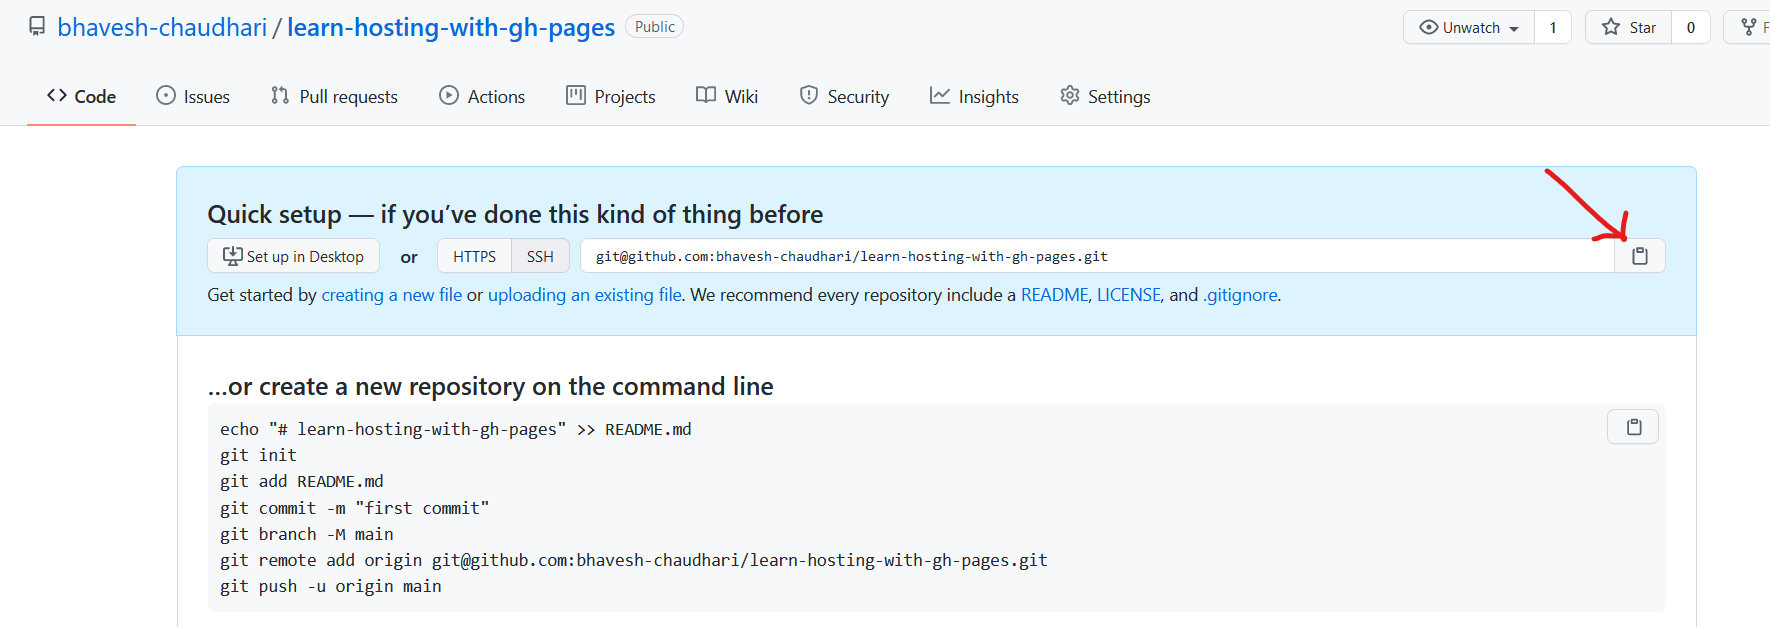 bhavesh-chaudhari / learn-hosting-with-gh-pages Public Unwatch 1 Star 0 F
Code Issues Pull requests Actions Projects Wiki Security Insights Settings
Quick setup — if you’ve done this kind of thing before
Set up in Desktop or HTTPS SSH git@github.com:bhavesh-chaudhari/learn-hosting-with-gh-pages.git
Get started by creating a new file or uploading an existing file. We recommend every repository include a README, LICENSE, and .gitignore.
…or create a new repository on the command line
echo "# learn-hosting-with-gh-pages" >> README.md
git init
git add README.md
git commit -m "first commit"
git branch -M main
git remote add origin git@github.com:bhavesh-chaudhari/learn-hosting-with-gh-pages.git
git push -u origin main